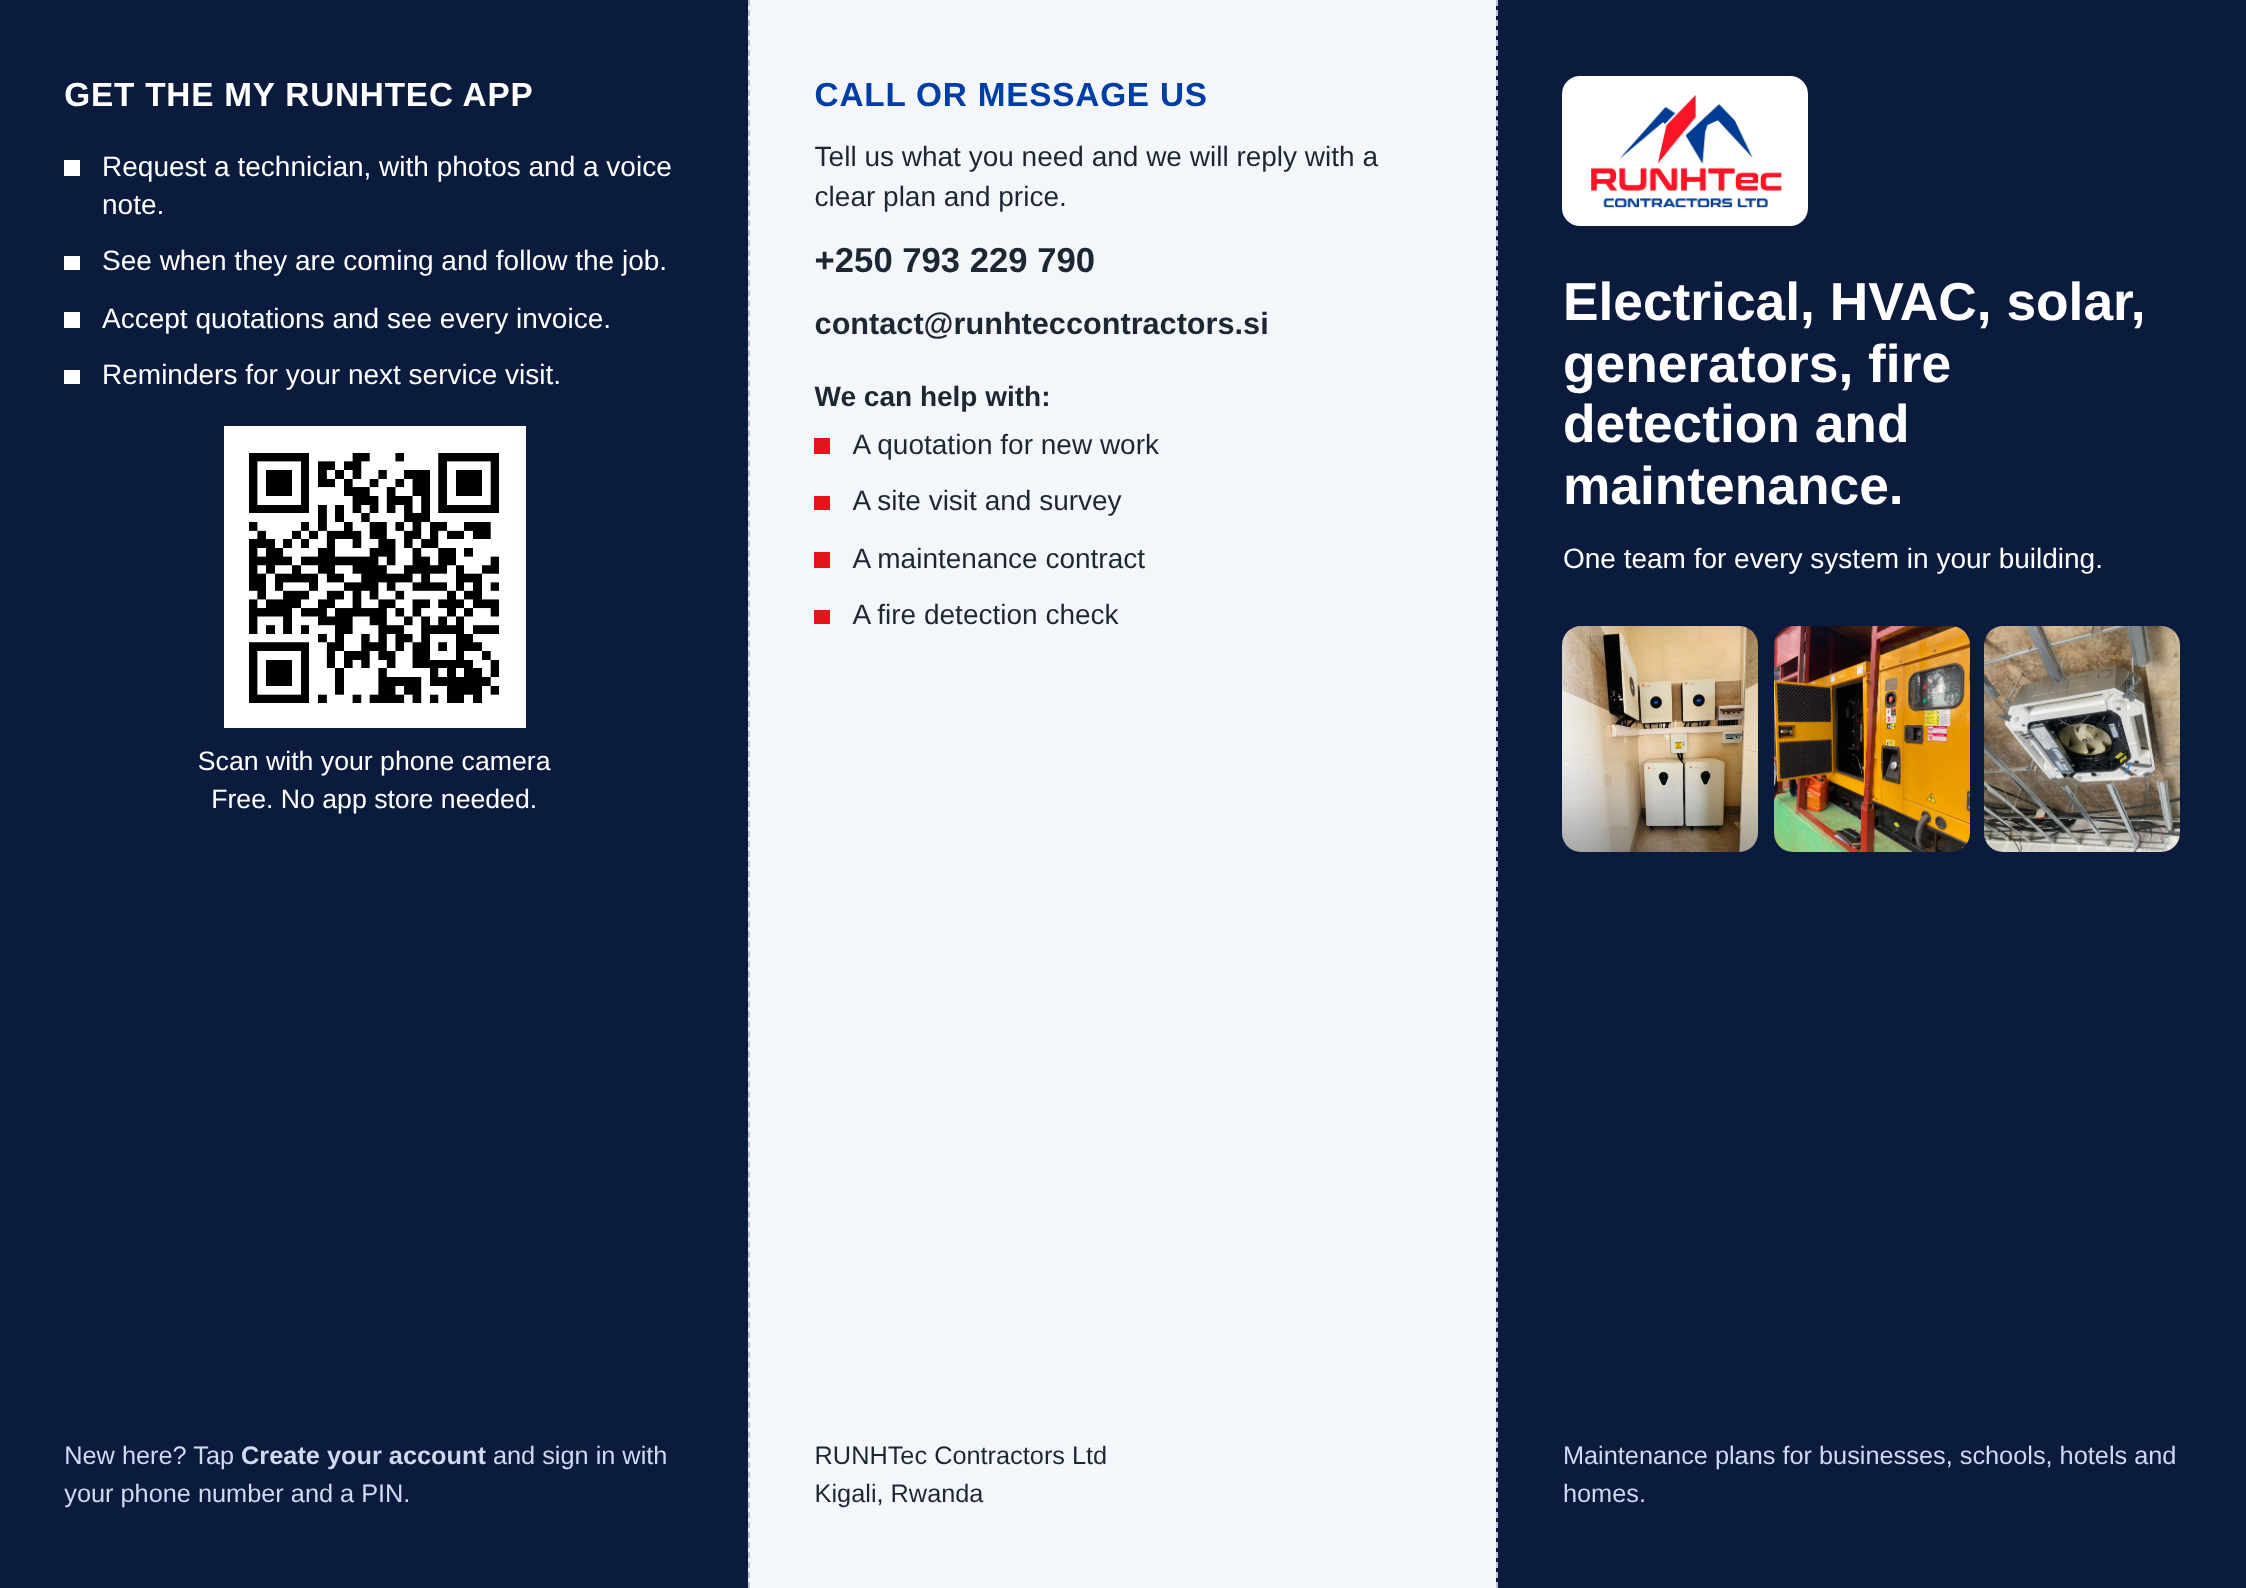 GET THE MY RUNHTEC APP
Request a technician, with photos and a voice
note.
See when they are coming and follow the job.
Accept quotations and see every invoice.
Reminders for your next service visit.
Scan with your phone camera
Free. No app store needed.
New here? Tap Create your account and sign in with
your phone number and a PIN.
CALL OR MESSAGE US
Tell us what you need and we will reply with a
clear plan and price.
+250 793 229 790
contact@runhteccontractors.si
We can help with:
A quotation for new work
A site visit and survey
A maintenance contract
A fire detection check
RUNHTec Contractors Ltd
Kigali, Rwanda
RUNHTec
CONTRACTORS LTD
Electrical, HVAC, solar,
generators, fire
detection and
maintenance.
One team for every system in your building.
Maintenance plans for businesses, schools, hotels and
homes.